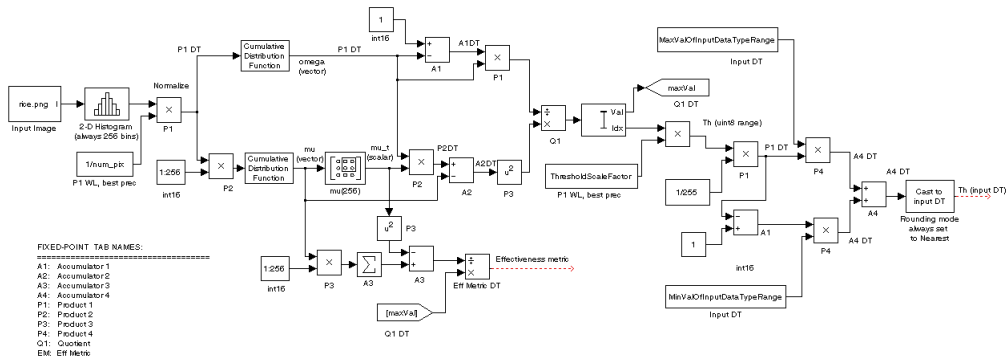 1
int16
P1 DT
Cumulative
Distribution
Function
P1 DT
omega
(vector)
A1
A1DT
P1
MaxValOfInputDataTypeRange
Input DT
rice.png
Input Image
2-D Histogram
(always 256 bins)
Normalize
P1
1/num_pix
P1 WL, best prec
Q1
Val
Idx
maxVal
Q1 DT
Th (uint8 range)
ThresholdScaleFactor
P1 WL, best prec
1:256
int16
P2
Cumulative
Distribution
Function
mu
(vector)
mu(256)
mu_t
(scalar)
P2
P2DT
A2
A2DT
u²
P3
u²
P3
1/255
P1
P1 DT
P4
A4 DT
A4
A4 DT
Cast to
input DT
Rounding mode
always set
to Nearest
Th (input DT)
1
int16
A1
P4
A4 DT
MinValOfInputDataTypeRange
Input DT
1:256
int16
P3
A3
A3
Effectiveness metric
Eff Metric DT
[maxVal]
Q1 DT
FIXED-POINT TAB NAMES:
===================================
A1: Accumulator 1
A2: Accumulator 2
A3: Accumulator 3
A4: Accumulator 4
P1: Product 1
P2: Product 2
P3: Product 3
P4: Product 4
Q1: Quotient
EM: Eff Metric